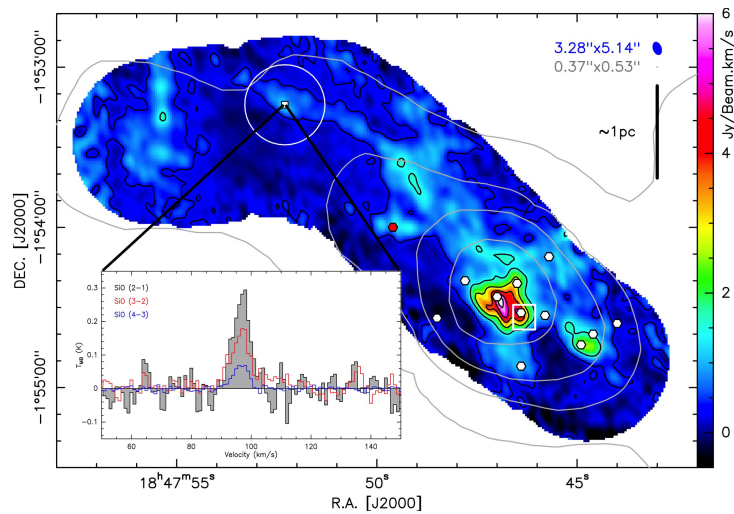 3.28''x5.14''
0.37''x0.53''
~1pc
−1°53'00''
−1°54'00''
−1°55'00''
DEC. [J2000]
18ʰ47ᵐ55ˢ
50ˢ
45ˢ
R.A. [J2000]
6
4
2
0
Jy/Beam.km/s
SiO (2−1)
SiO (3−2)
SiO (4−3)
0.3
0.2
0.1
0
−0.1
T_MB (K)
60
80
100
120
140
Velocity (km/s)